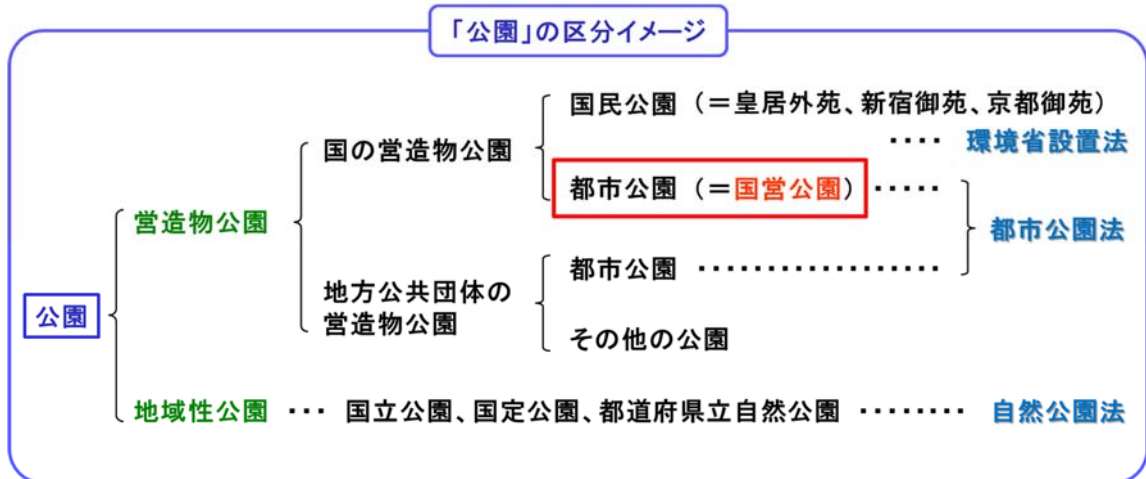 「公園」の区分イメージ
国民公園 (＝皇居外苑、新宿御苑、京都御苑)
国の営造物公園
‥‥ 環境省設置法
都市公園 (＝国営公園) ‥‥‥
営造物公園
都市公園法
都市公園 ‥‥‥‥‥‥‥‥‥
地方公共団体の
営造物公園
公園
その他の公園
地域性公園 ‥‥ 国立公園、国定公園、都道府県立自然公園 ‥‥‥‥ 自然公園法